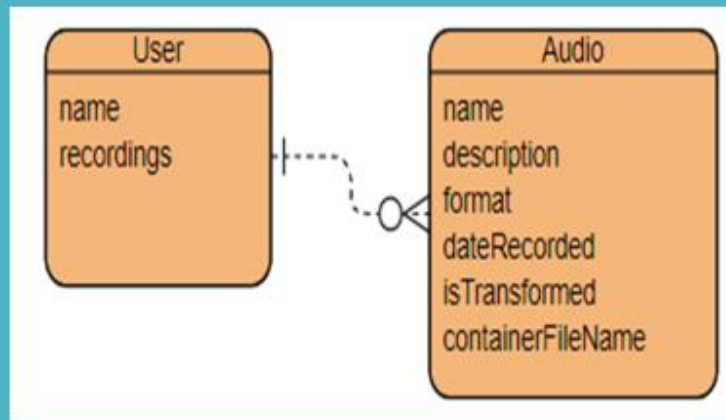 User
name
recordings
Audio
name
description
format
dateRecorded
isTransformed
containerFileName